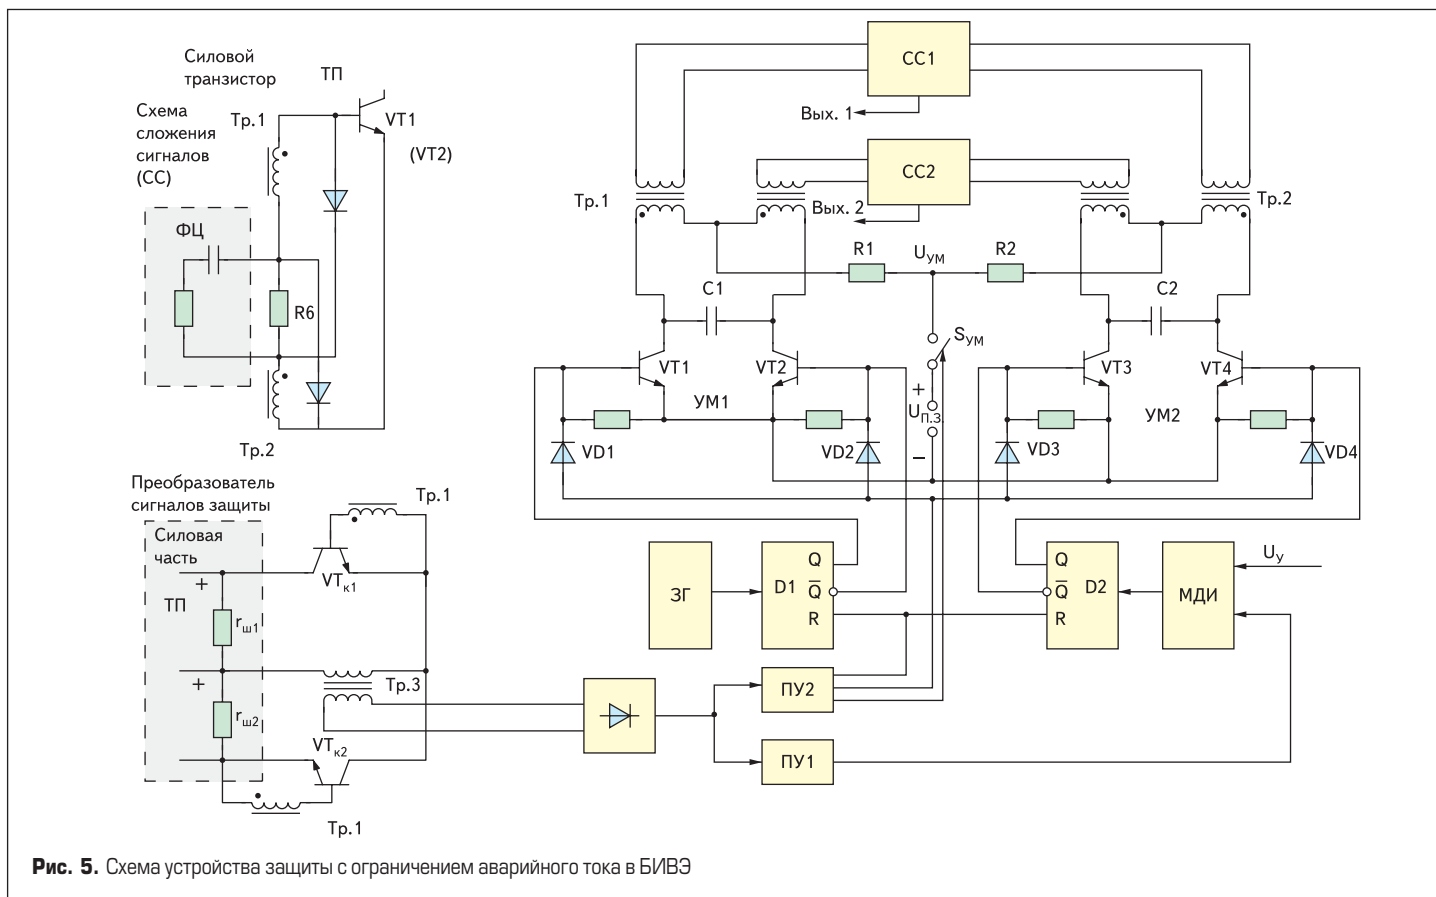 Силовой
транзистор
ТП
Схема
сложения
сигналов
(СС)
Тр.1
VT1
(VT2)
ФЦ
R6
Тр.2
СС1
Вых. 1
СС2
Вых. 2
Тр.1
Тр.2
R1
UУМ
R2
C1
C2
SУМ
VT1
VT2
VT3
VT4
УМ1
+
UП.З.
–
УМ2
VD1
VD2
VD3
VD4
Преобразователь
сигналов защиты
Тр.1
Силовая
часть
+
VTк1
ТП
rш1
+
Тр.3
rш2
VTк2
Тр.1
ЗГ
Q
D1
Q
R
Q
Q
D2
R
МДИ
UУ
ПУ2
ПУ1
Рис. 5. Схема устройства защиты с ограничением аварийного тока в БИВЭ